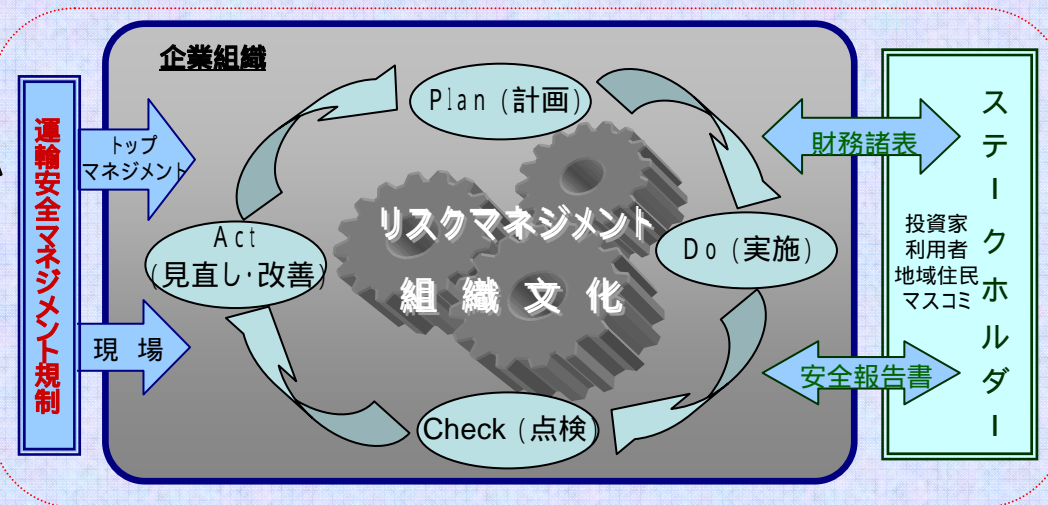 企業組織
運輸安全マネジメント規制
トップ
マネジメント
現 場
Plan (計画)
Do (実施)
Check (点検)
Act
(見直し・改善)
リスクマネジメント
組 織 文 化
財務諸表
安全報告書
ステークホルダー
投資家
利用者
地域住民
マスコミ